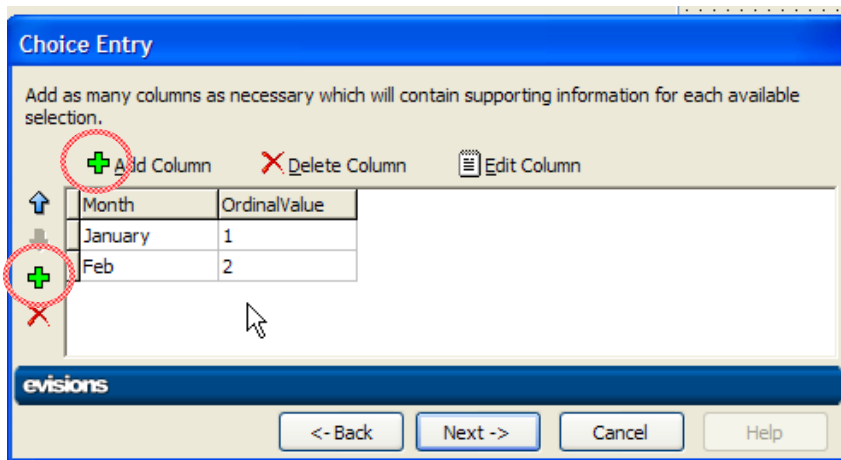 Choice Entry
Add as many columns as necessary which will contain supporting information for each available
selection.
Add Column Delete Column Edit Column
Month OrdinalValue
January 1
Feb 2
evisions
<- Back Next -> Cancel Help